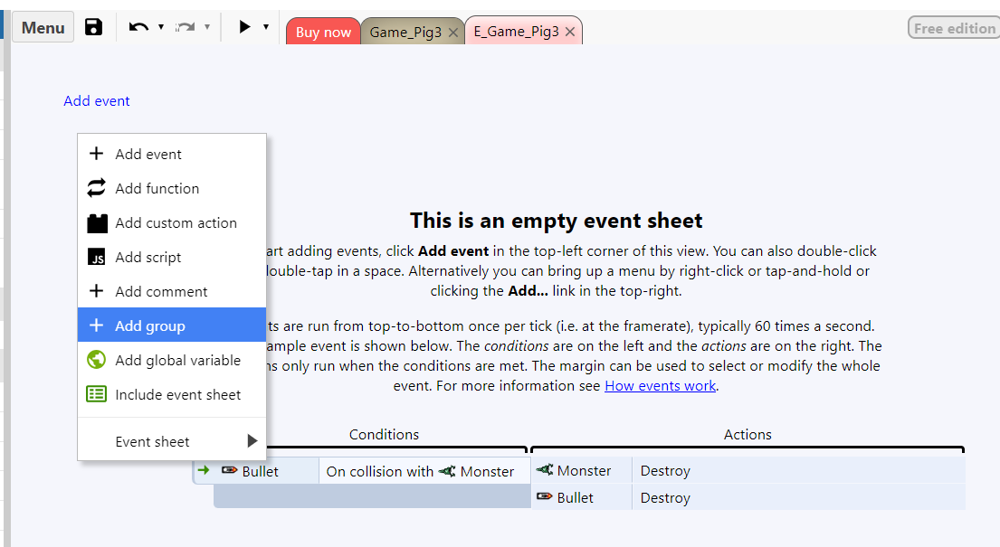 Menu
Buy now
Game_Pig3
E_Game_Pig3
Free edition
Add event
Add event
Add function
Add custom action
Add script
Add comment
Add group
Add global variable
Include event sheet
Event sheet
This is an empty event sheet
art adding events, click Add event in the top-left corner of this view. You can also double-click
double-tap in a space. Alternatively you can bring up a menu by right-click or tap-and-hold or
clicking the Add... link in the top-right.
ts are run from top-to-bottom once per tick (i.e. at the framerate), typically 60 times a second.
ample event is shown below. The conditions are on the left and the actions are on the right. The
ns only run when the conditions are met. The margin can be used to select or modify the whole
event. For more information see How events work.
Conditions
Actions
Bullet On collision with Monster Monster Destroy
Bullet Destroy